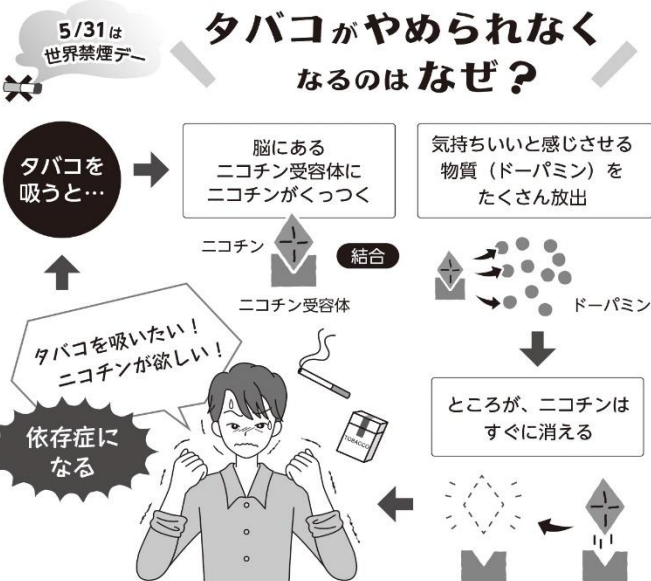 5/31は
世界禁煙デー
タバコがやめられなく
なるのはなぜ？
タバコを
吸うと…
脳にある
ニコチン受容体に
ニコチンがくっつく
ニコチン
結合
ニコチン受容体
気持ちいいと感じさせる
物質（ドーパミン）を
たくさん放出
ドーパミン
ところが、ニコチンは
すぐに消える
タバコを吸いたい！
ニコチンが欲しい！
TOBACCO
依存症に
なる